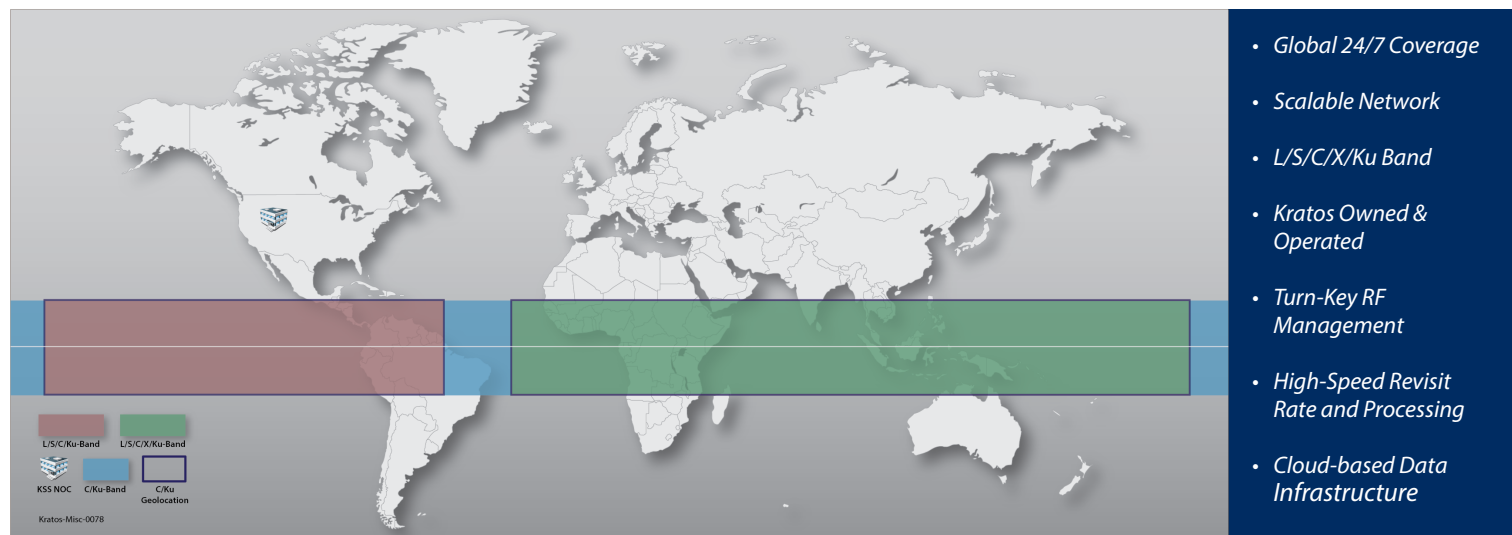 L/S/C/Ku-Band
L/S/C/X/Ku-Band
KSS NOC
C/Ku-Band
C/Ku
Geolocation
Kratos-Misc-0078
• Global 24/7 Coverage
• Scalable Network
• L/S/C/X/Ku Band
• Kratos Owned &
Operated
• Turn-Key RF
Management
• High-Speed Revisit
Rate and Processing
• Cloud-based Data
Infrastructure